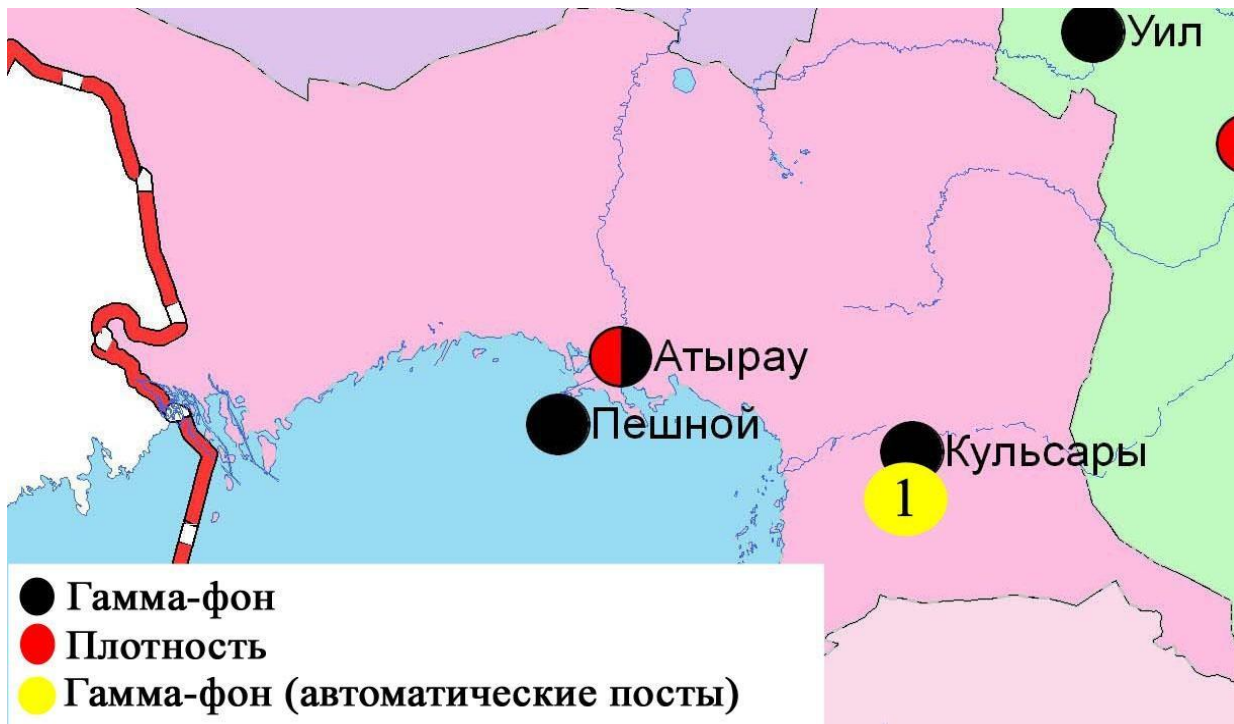 Уил
Атырау
Пешной
Кульсары
1
Гамма-фон
Плотность
Гамма-фон (автоматические посты)